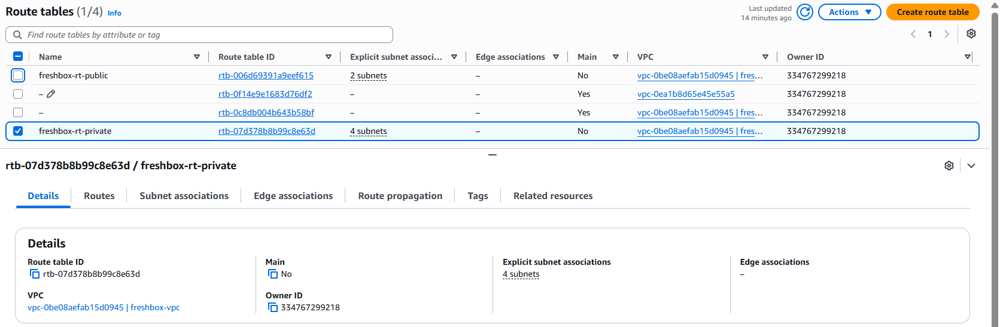 Route tables (1/4) Info
Last updated
14 minutes ago
Actions
Create route table
Find route tables by attribute or tag
1
Name Route table ID Explicit subnet associ... Edge associations Main VPC Owner ID
freshbox-rt-public rtb-006d69391a9eef615 2 subnets – No vpc-0be08aefab15d0945 | fres... 334767299218
– rtb-0f14e9e1683d76df2 – – Yes vpc-0ea1b8d65e45e55a5 334767299218
– rtb-0c8db004b643b58bf – – Yes vpc-0be08aefab15d0945 | fres... 334767299218
freshbox-rt-private rtb-07d378b8b99c8e63d 4 subnets – No vpc-0be08aefab15d0945 | fres... 334767299218
rtb-07d378b8b99c8e63d / freshbox-rt-private
Details Routes Subnet associations Edge associations Route propagation Tags Related resources
Details
Route table ID
rtb-07d378b8b99c8e63d
Main
No
Explicit subnet associations
4 subnets
Edge associations
–
VPC
vpc-0be08aefab15d0945 | freshbox-vpc
Owner ID
334767299218